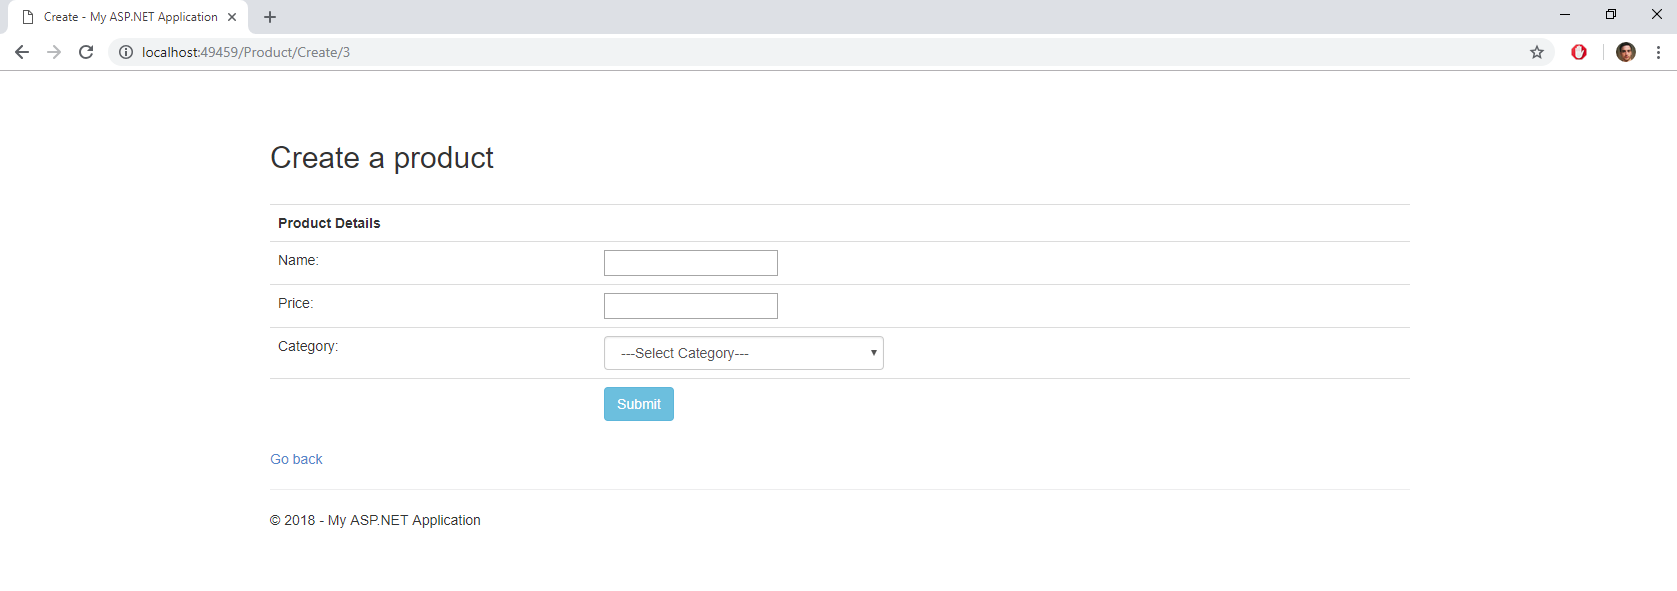 Create - My ASP.NET Application
localhost:49459/Product/Create/3
Create a product
Product Details
Name:
Price:
Category: ---Select Category---
Submit
Go back
© 2018 - My ASP.NET Application